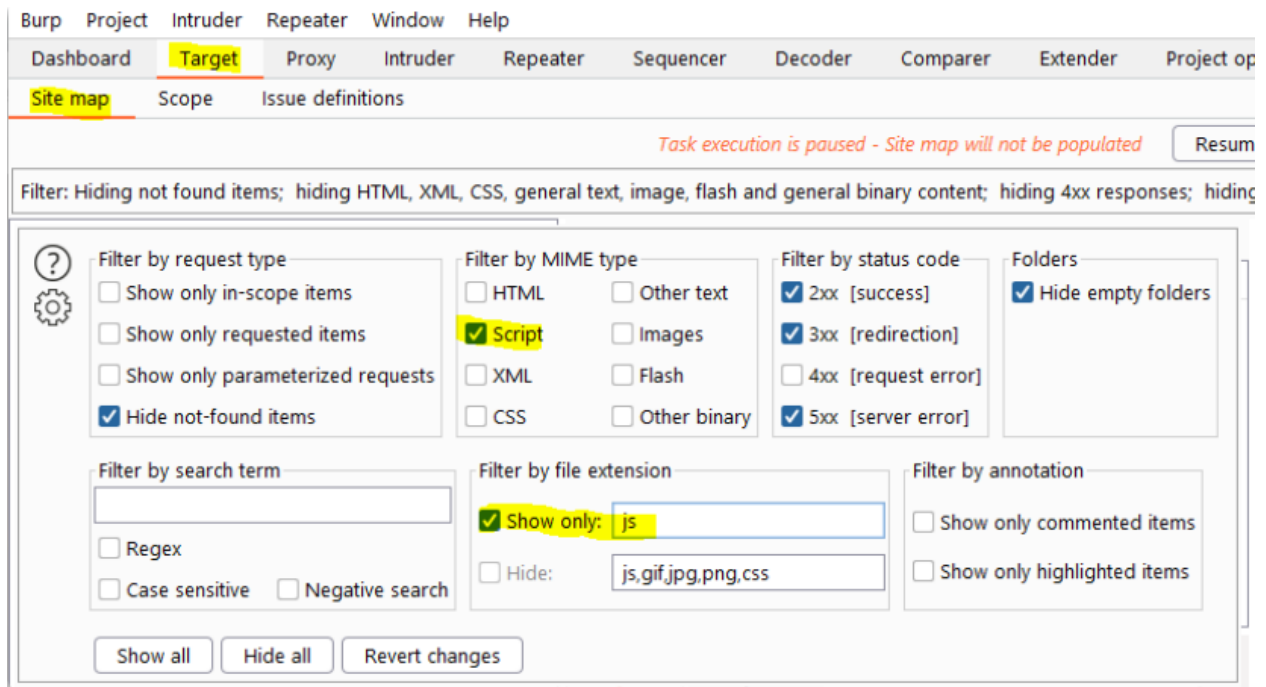 Burp Project Intruder Repeater Window Help
Dashboard Target Proxy Intruder Repeater Sequencer Decoder Comparer Extender Project op
Site map Scope Issue definitions
Task execution is paused - Site map will not be populated Resum
Filter: Hiding not found items; hiding HTML, XML, CSS, general text, image, flash and general binary content; hiding 4xx responses; hiding
? Filter by request type Filter by MIME type Filter by status code Folders
Show only in-scope items HTML Other text 2xx [success] Hide empty folders
Show only requested items Script Images 3xx [redirection]
Show only parameterized requests XML Flash 4xx [request error]
Hide not-found items CSS Other binary 5xx [server error]
Filter by search term Filter by file extension Filter by annotation
Show only: js Show only commented items
Regex
Hide: js,gif,jpg,png,css Show only highlighted items
Case sensitive Negative search
Show all Hide all Revert changes